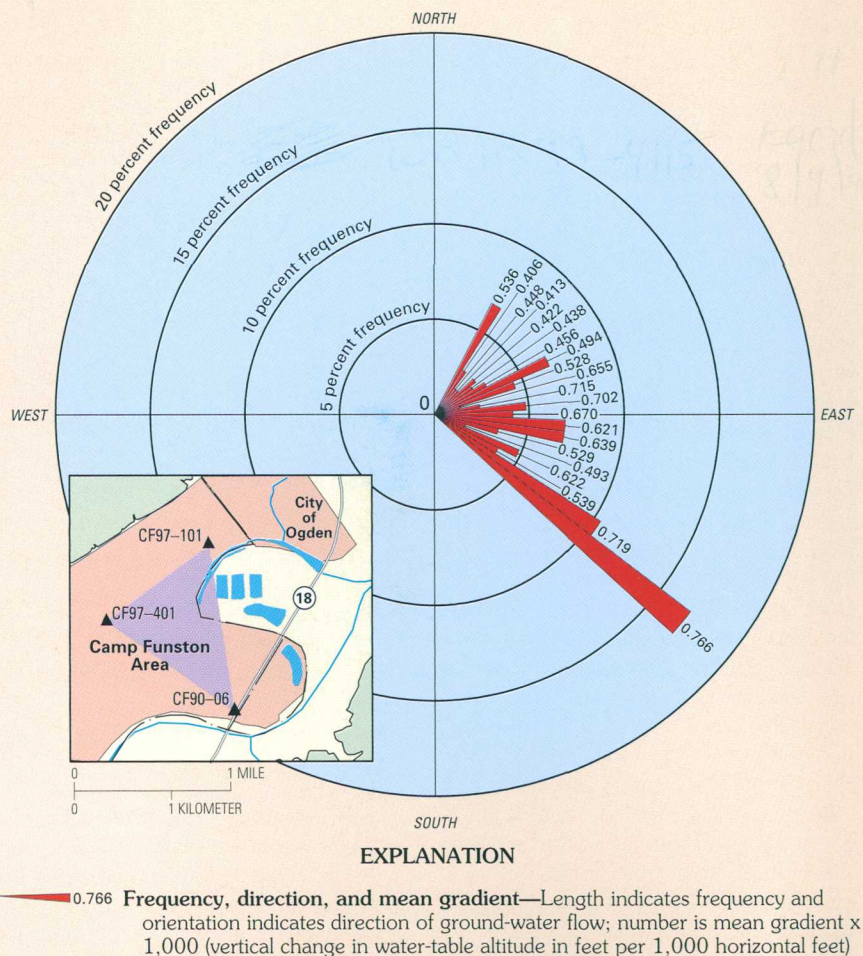 NORTH
20 percent frequency
15 percent frequency
10 percent frequency
5 percent frequency
0
WEST
EAST
0.536
0.406
0.448
0.413
0.422
0.438
0.456
0.494
0.528
0.655
0.715
0.702
0.670
0.621
0.639
0.529
0.493
0.622
0.539
0.719
0.766
City
of
Ogden
CF97–101
18
CF97–401
Camp Funston
Area
CF90–06
0 1 MILE
0 1 KILOMETER
SOUTH
EXPLANATION
0.766 Frequency, direction, and mean gradient—Length indicates frequency and
orientation indicates direction of ground-water flow; number is mean gradient x
1,000 (vertical change in water-table altitude in feet per 1,000 horizontal feet)